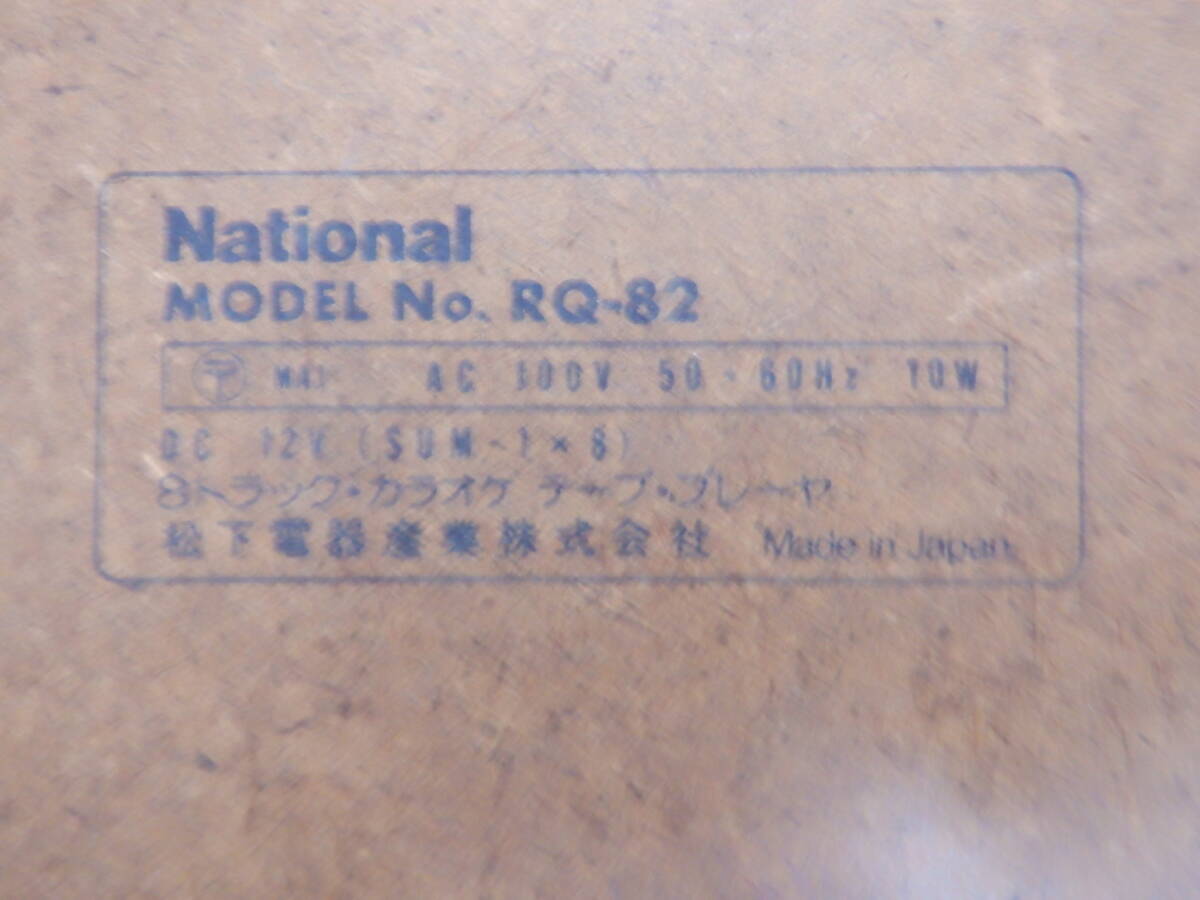 National
MODEL No. RQ-82
〒 MAI AC 100V 50-60Hz 10W
DC 12V (SUM-1×8)
8トラック・カラオケ テープ・プレーヤ
松下電器産業株式会社 Made in Japan